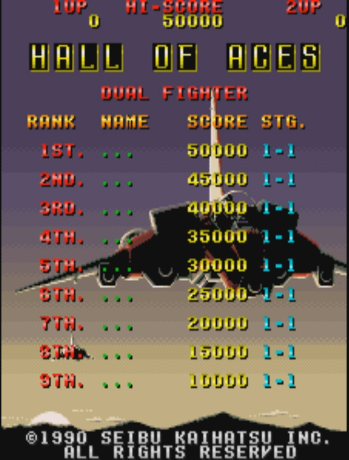 1UP HI-SCORE 2UP
0 50000 0
HALL OF ACES
DUAL FIGHTER
RANK NAME SCORE STG.
1ST. ... 50000 1-1
2ND. ... 45000 1-1
3RD. ... 40000 1-1
4TH. ... 35000 1-1
5TH. ... 30000 1-1
6TH. ... 25000 1-1
7TH. ... 20000 1-1
8TH. ... 15000 1-1
9TH. ... 10000 1-1
©1990 SEIBU KAIHATSU INC.
ALL RIGHTS RESERVED